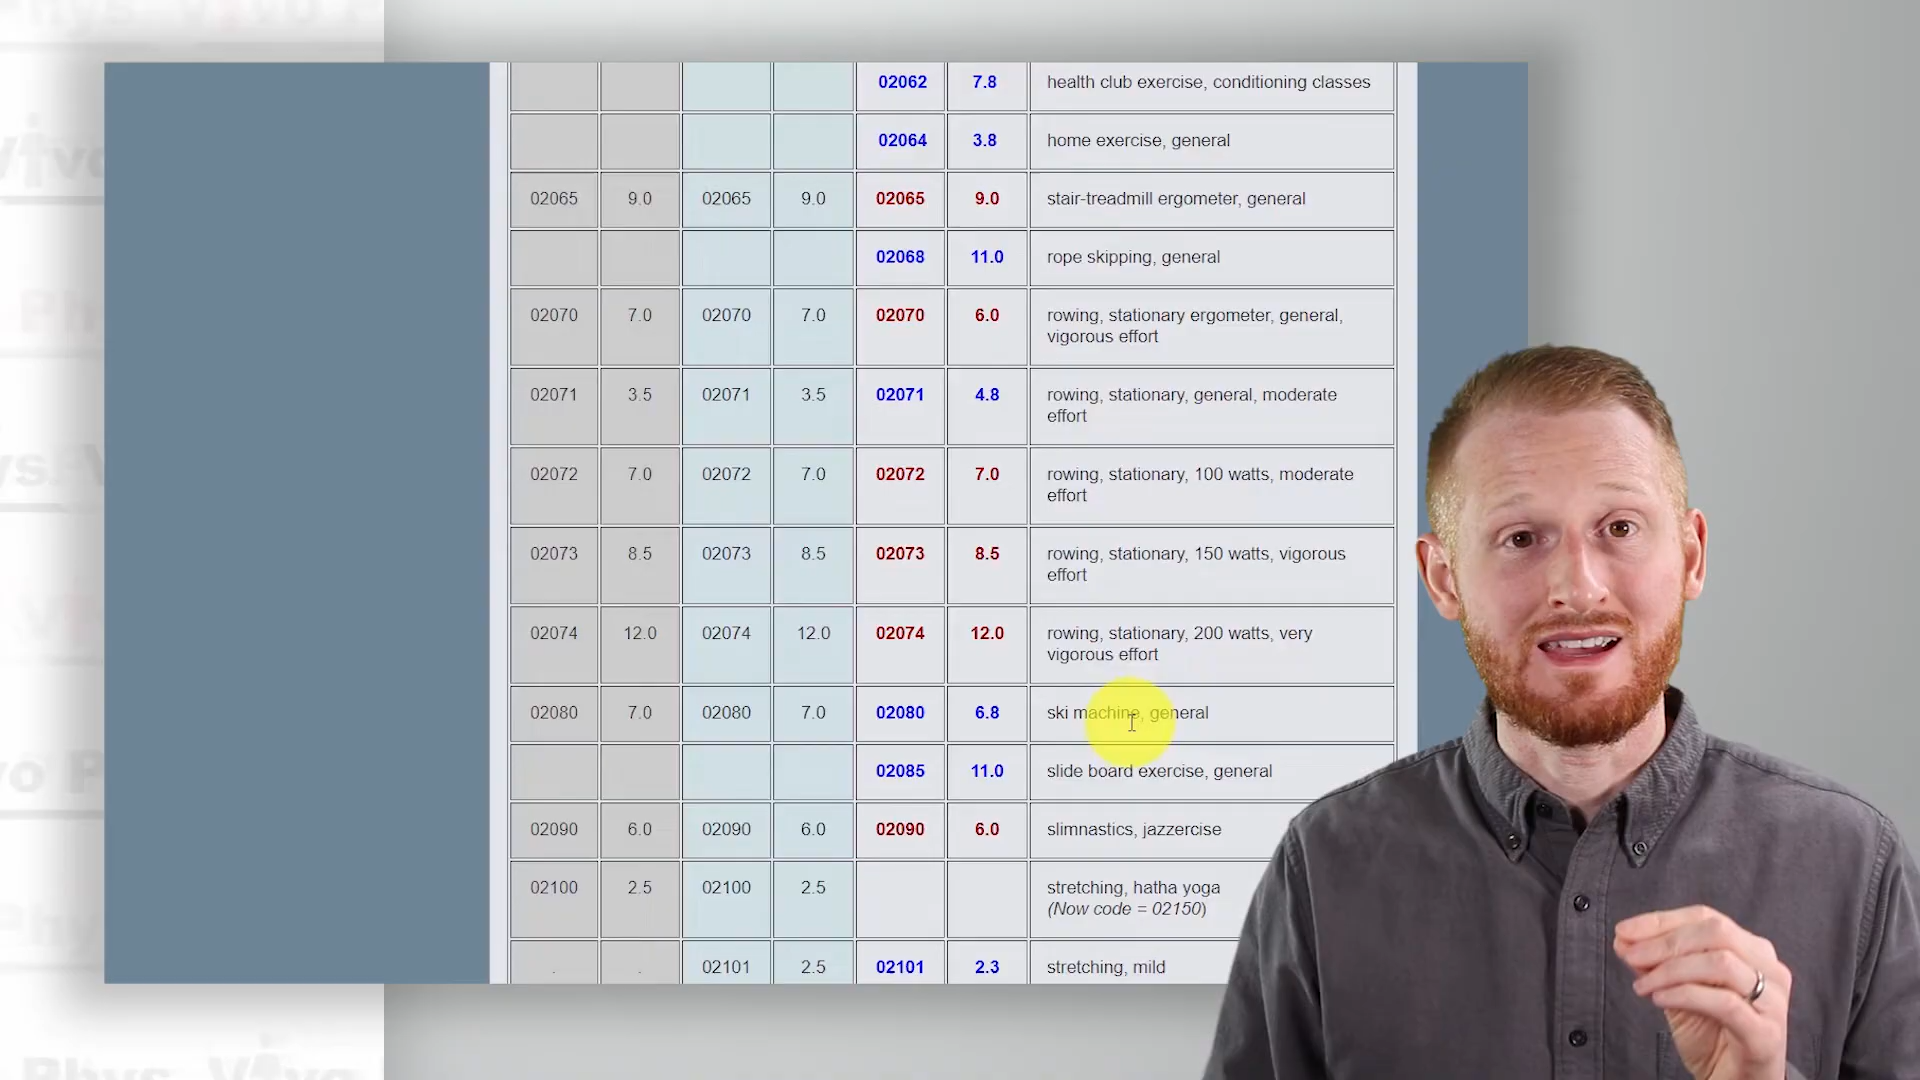 02062 7.8 health club exercise, conditioning classes
02064 3.8 home exercise, general
02065 9.0 02065 9.0 02065 9.0 stair-treadmill ergometer, general
02068 11.0 rope skipping, general
02070 7.0 02070 7.0 02070 6.0 rowing, stationary ergometer, general,
vigorous effort
02071 3.5 02071 3.5 02071 4.8 rowing, stationary, general, moderate
effort
02072 7.0 02072 7.0 02072 7.0 rowing, stationary, 100 watts, moderate
effort
02073 8.5 02073 8.5 02073 8.5 rowing, stationary, 150 watts, vigorous
effort
02074 12.0 02074 12.0 02074 12.0 rowing, stationary, 200 watts, very
vigorous effort
02080 7.0 02080 7.0 02080 6.8 ski machine, general
02085 11.0 slide board exercise, general
02090 6.0 02090 6.0 02090 6.0 slimnastics, jazzercise
02100 2.5 02100 2.5 stretching, hatha yoga
(Now code = 02150)
. . 02101 2.5 02101 2.3 stretching, mild